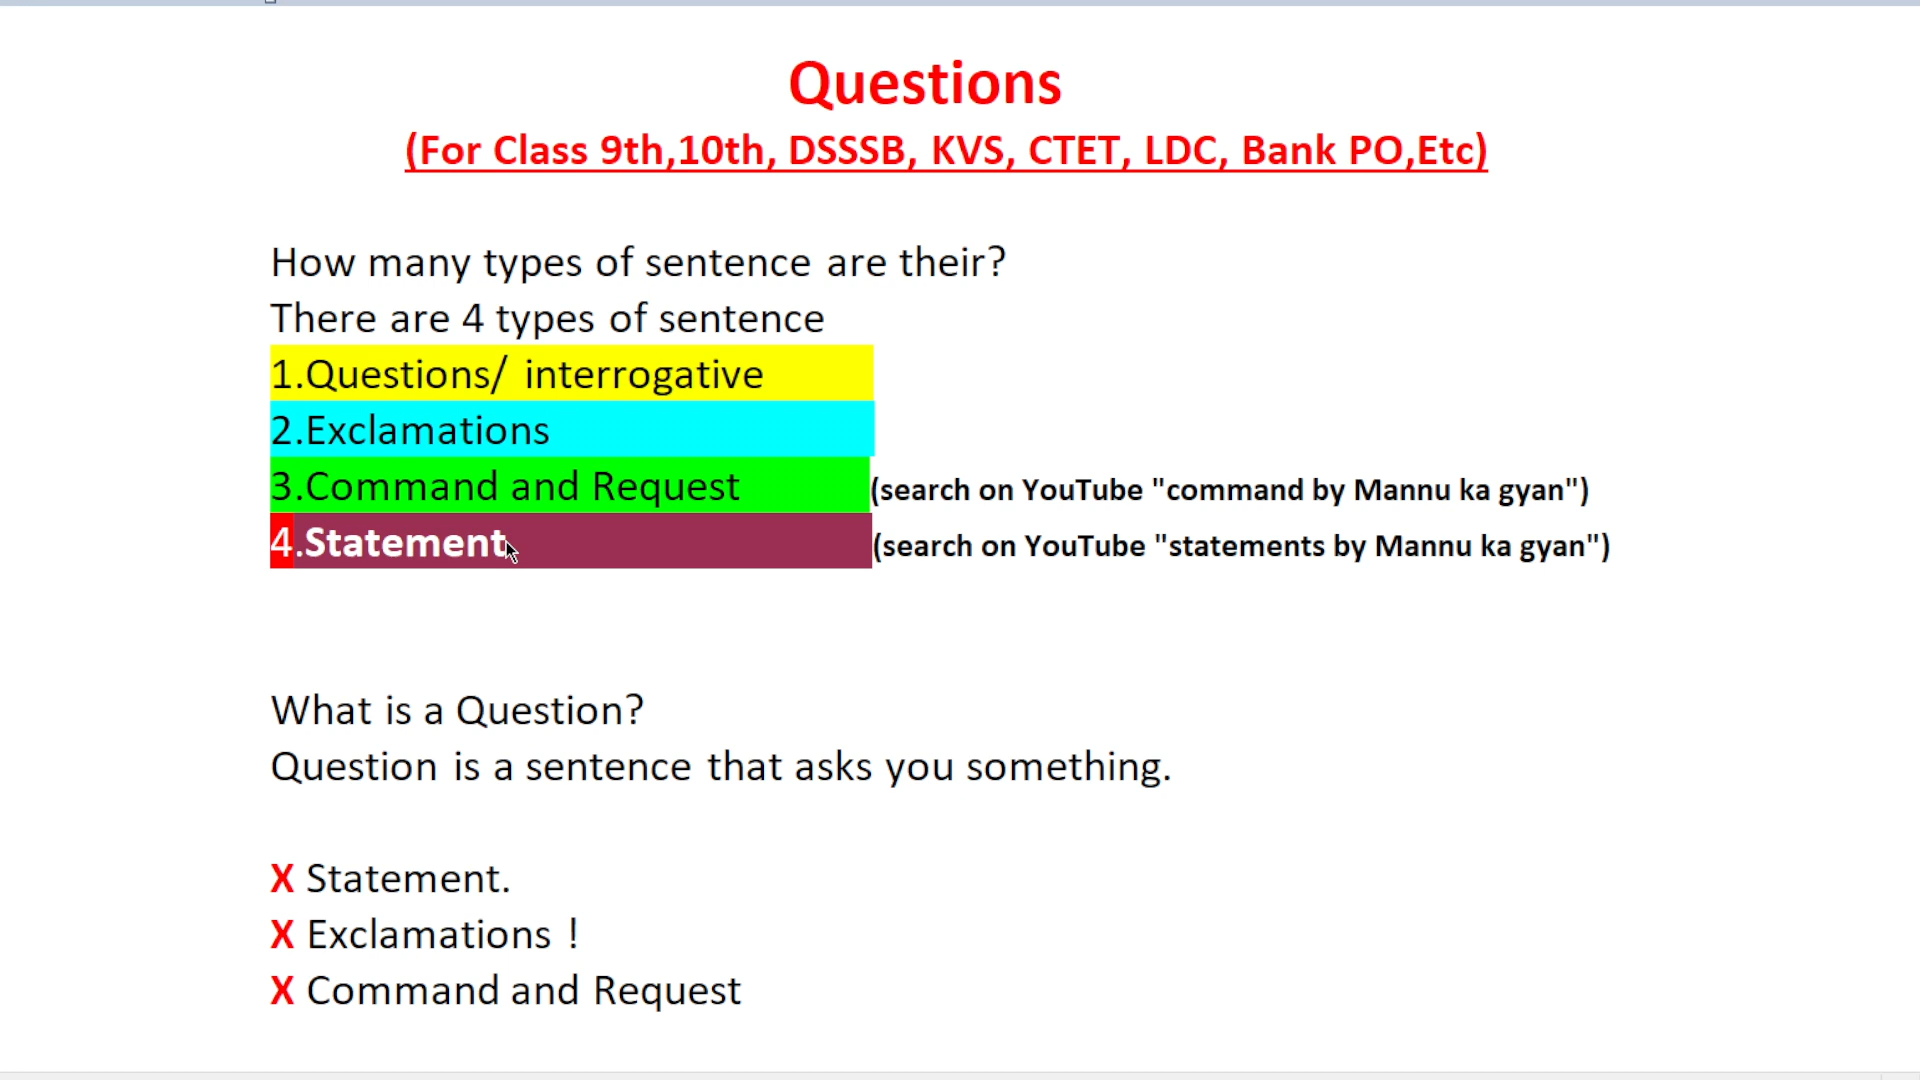 Questions
(For Class 9th,10th, DSSSB, KVS, CTET, LDC, Bank PO,Etc)
How many types of sentence are their?
There are 4 types of sentence
1.Questions/ interrogative
2.Exclamations
3.Command and Request (search on YouTube "command by Mannu ka gyan")
4.Statement (search on YouTube "statements by Mannu ka gyan")
What is a Question?
Question is a sentence that asks you something.
X Statement.
X Exclamations !
X Command and Request